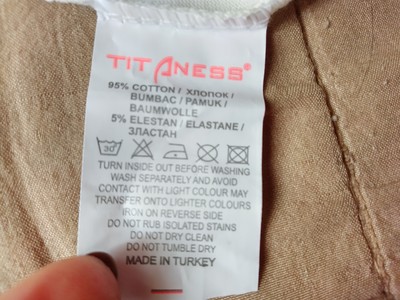 TITANESS®
95% COTTON / ХЛОПОК /
BUMBAC / PAMUK /
BAUMWOLLE
5% ELESTAN / ELASTANE /
ЭЛАСТАН
30
TURN INSIDE OUT BEFORE WASHING
WASH SEPARATELY AND AVOID
CONTACT WITH LIGHT COLOUR MAY
TRANSFER ONTO LIGHTER COLOURS
IRON ON REVERSE SIDE
DO NOT RUB ISOLATED STAINS
DO NOT DRY CLEAN
DO NOT TUMBLE DRY
MADE IN TURKEY